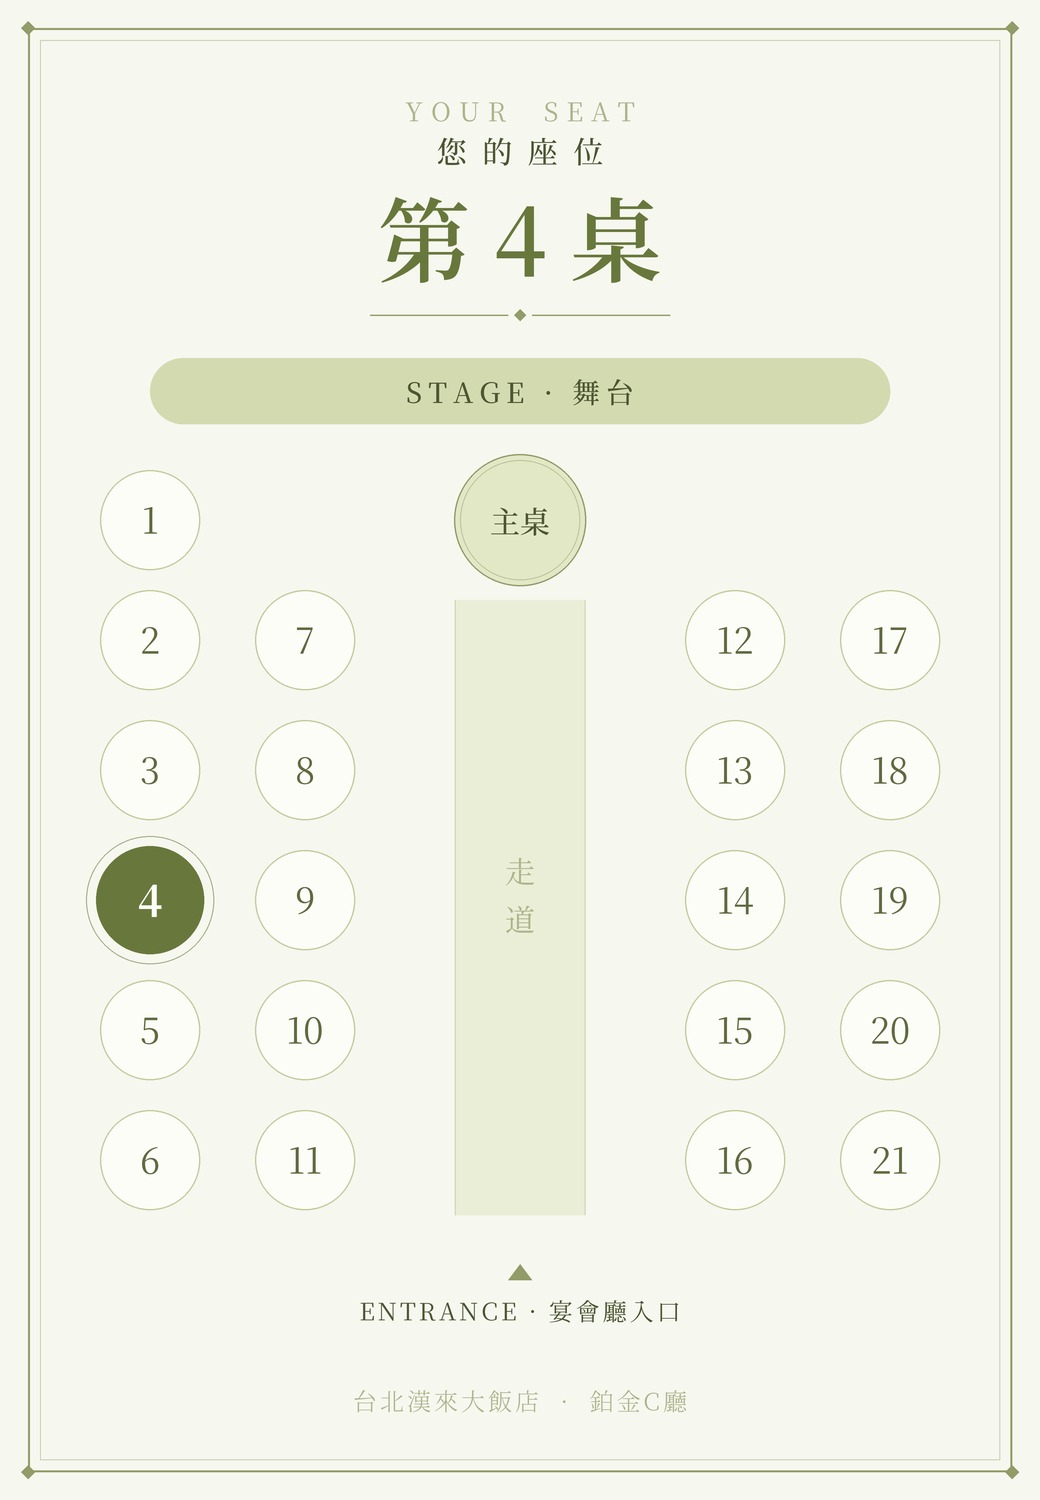 YOUR SEAT
您的座位
第4桌
STAGE · 舞台
1
主桌
2 7 12 17
3 8 13 18
走道
4 9 14 19
5 10 15 20
6 11 16 21
ENTRANCE · 宴會廳入口
台北漢來大飯店 · 鉑金C廳